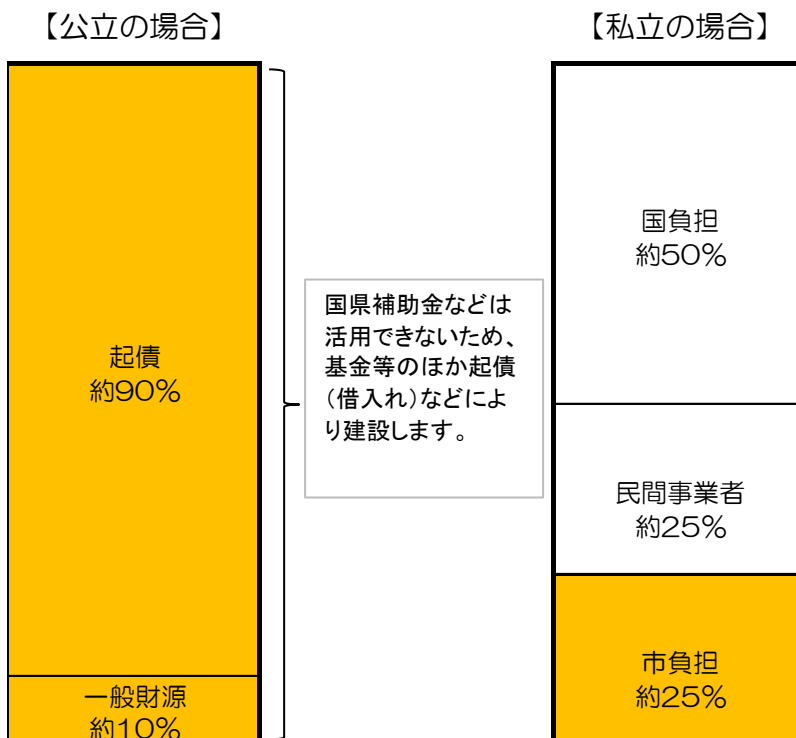 【公立の場合】
起債
約90%
一般財源
約10%
国県補助金などは
活用できないため、
基金等のほか起債
（借入れ）などによ
り建設します。
【私立の場合】
国負担
約50%
民間事業者
約25%
市負担
約25%